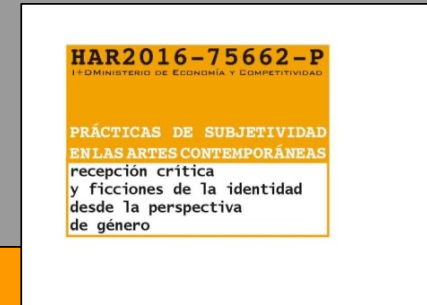 HAR2016-75662-P
I+DMINISTERIO DE ECONOMÍA Y COMPETITIVIDAD
PRÁCTICAS DE SUBJETIVIDAD
EN LAS ARTES CONTEMPORÁNEAS
recepción crítica
y ficciones de la identidad
desde la perspectiva
de género